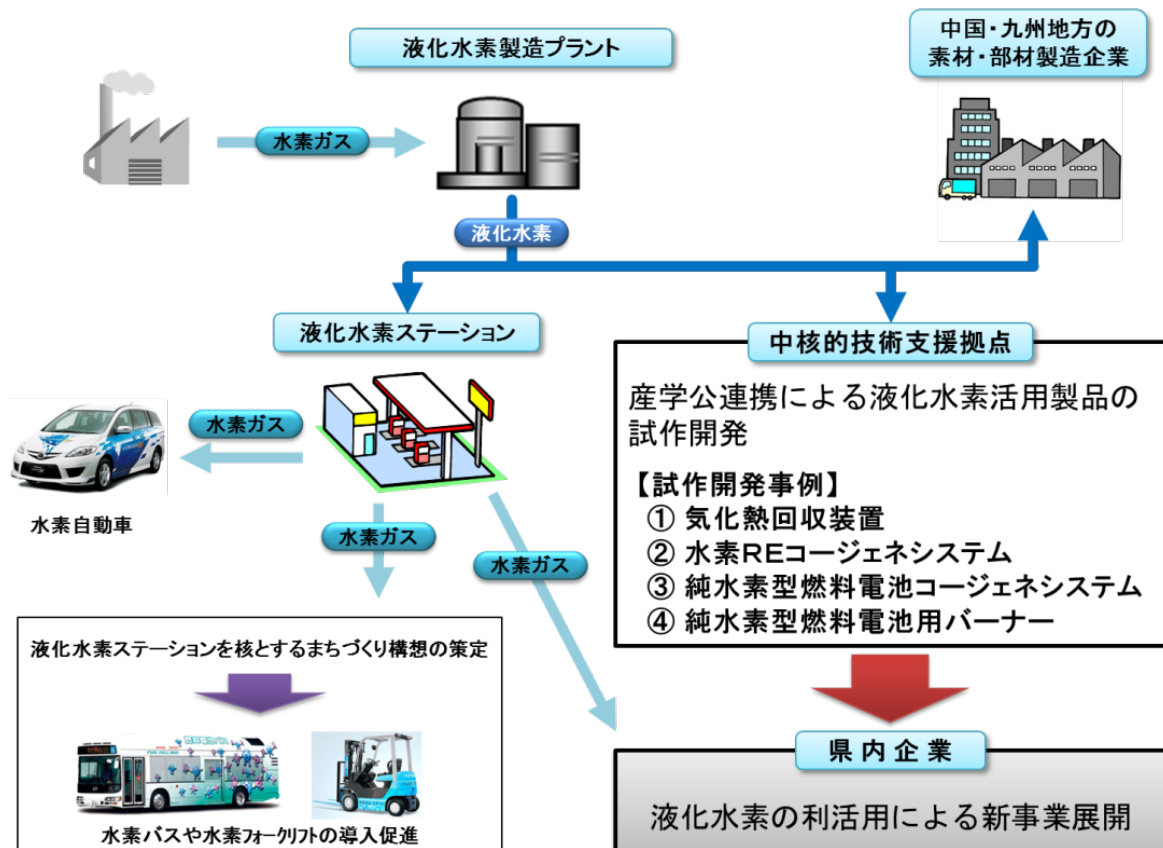 液化水素製造プラント
中国・九州地方の
素材・部材製造企業
水素ガス
液化水素
液化水素ステーション
中核的技術支援拠点
産学公連携による液化水素活用製品の
試作開発
【試作開発事例】
① 気化熱回収装置
② 水素REコージェネシステム
③ 純水素型燃料電池コージェネシステム
④ 純水素型燃料電池用バーナー
水素ガス
水素自動車
水素ガス
水素ガス
液化水素ステーションを核とするまちづくり構想の策定
水素バスや水素フォークリフトの導入促進
県内企業
液化水素の利活用による新事業展開